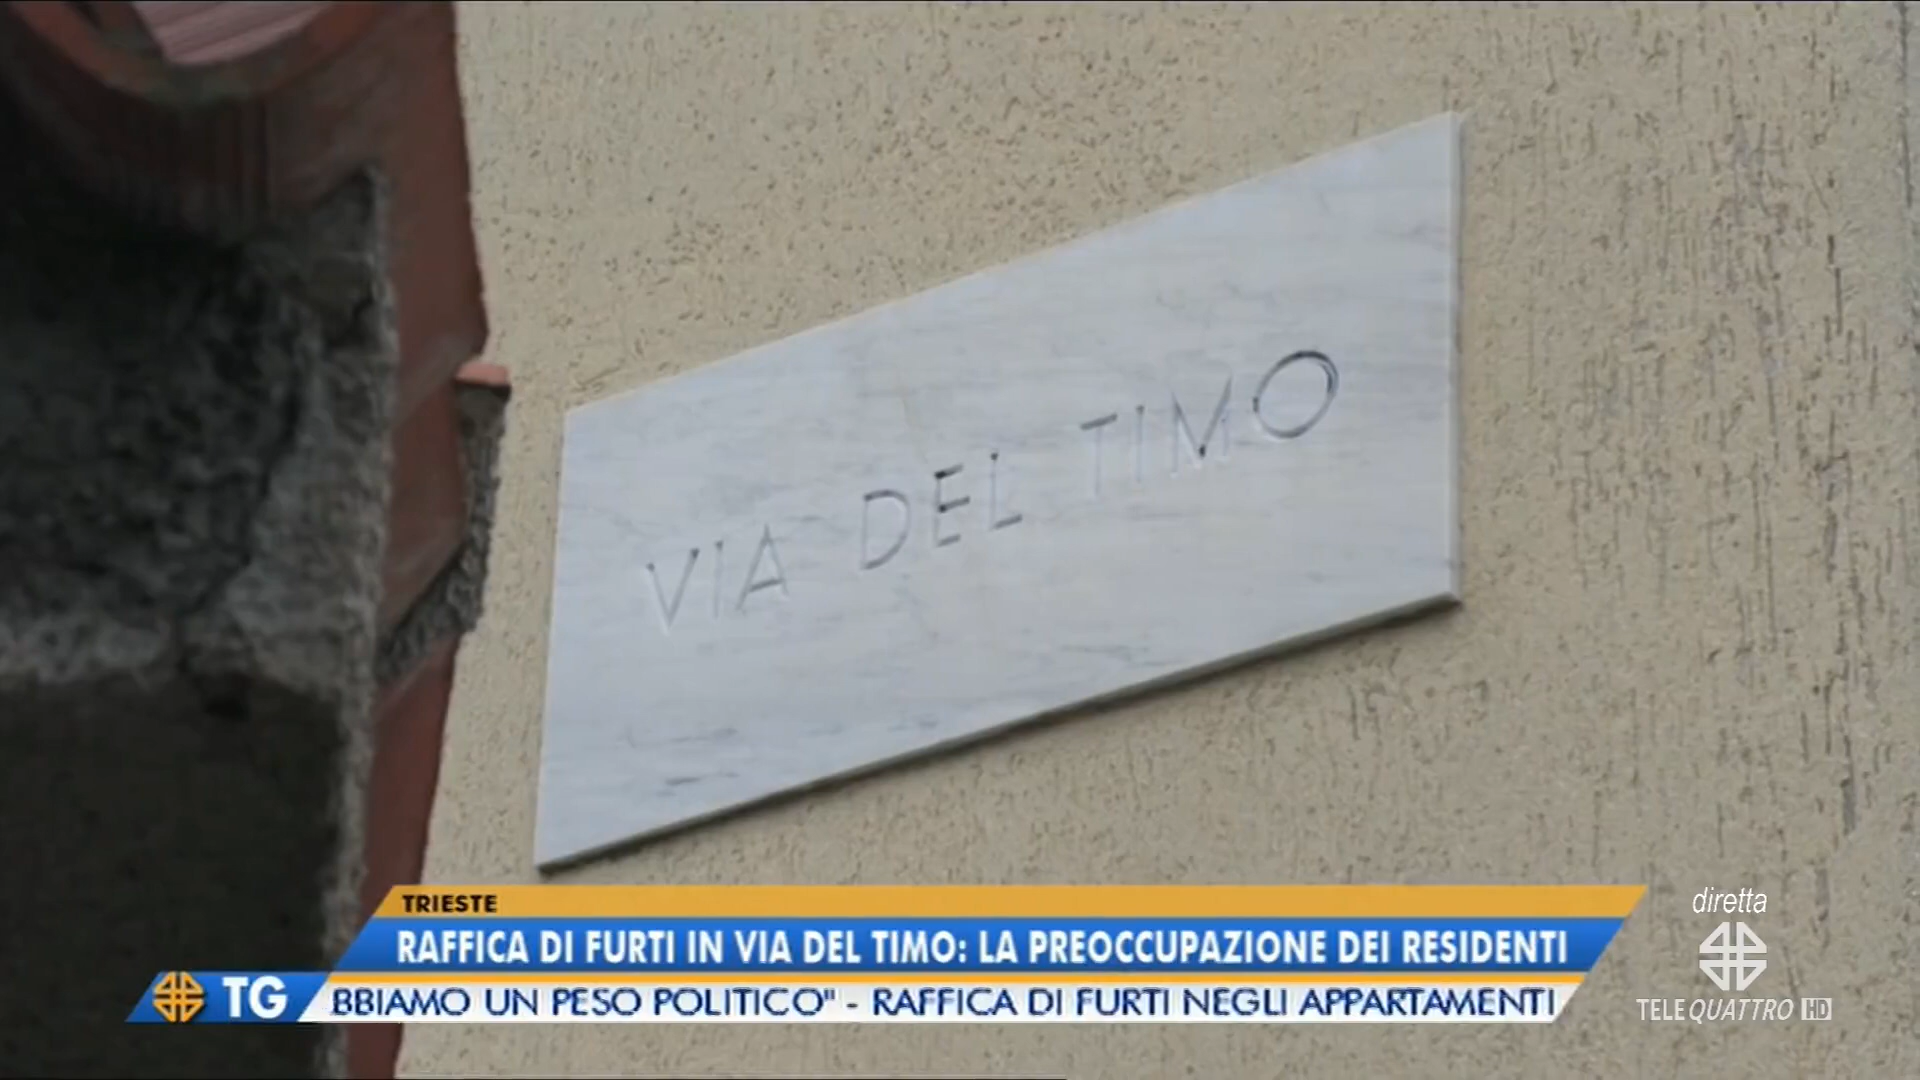 VIA DEL TIMO
TRIESTE
RAFFICA DI FURTI IN VIA DEL TIMO: LA PREOCCUPAZIONE DEI RESIDENTI
TG
BBIAMO UN PESO POLITICO" - RAFFICA DI FURTI NEGLI APPARTAMENTI
diretta
TELEQUATTRO HD